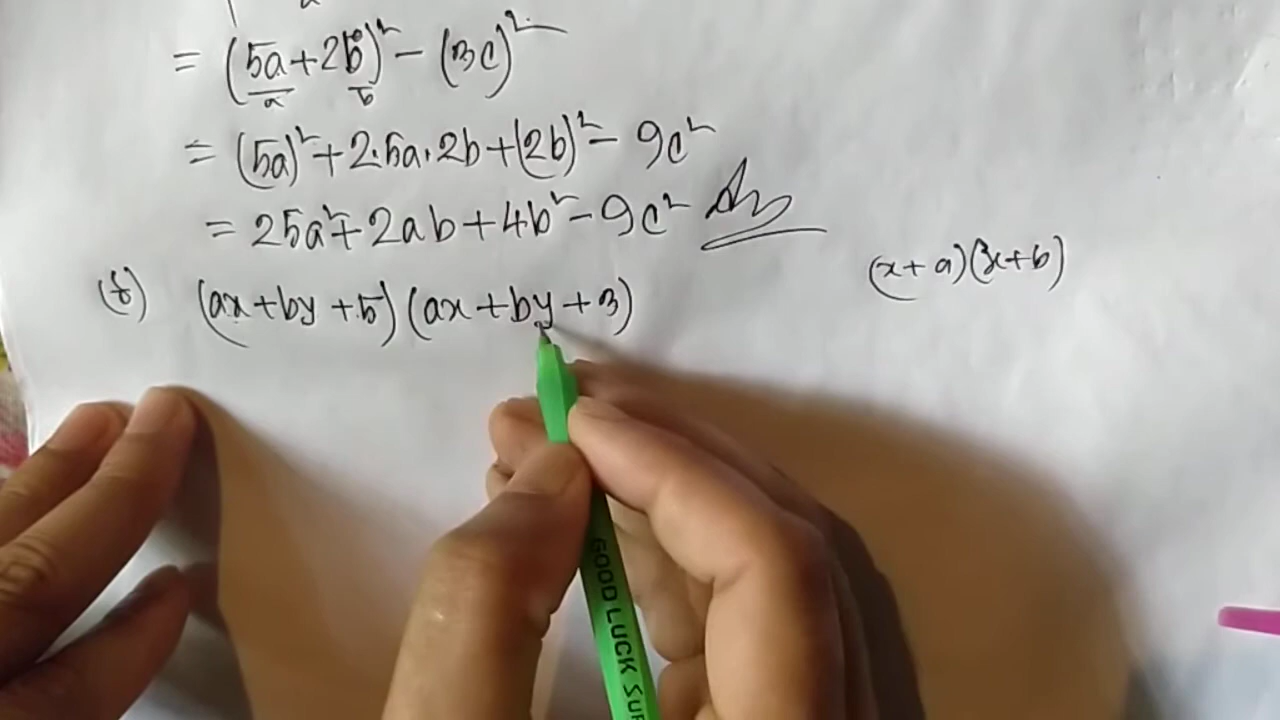 = (5a+2b)² - (3c)²
a b
= (5a)²+2.5a.2b+(2b)² - 9c²
= 25a²+2ab+4b²-9c² Ans
(x+a)(x+b)
(ax+by+5)(ax+by+3)
GOOD LUCK SUP